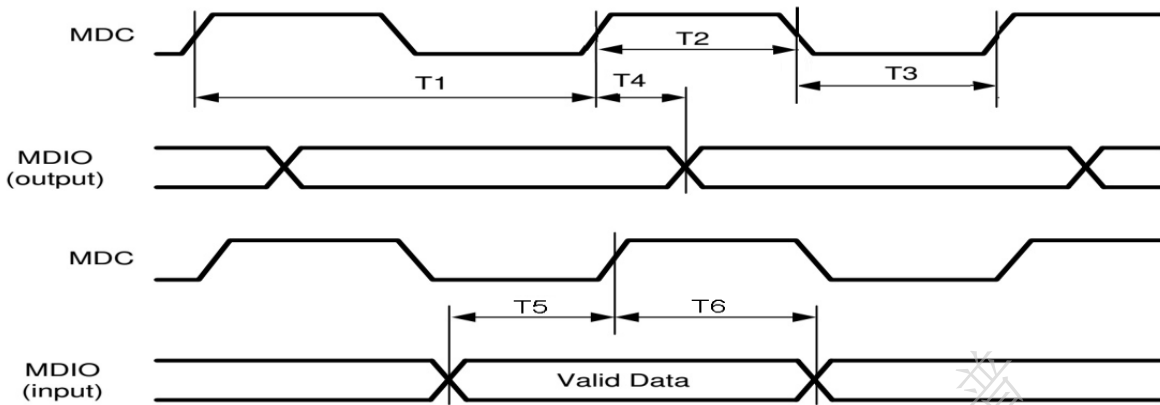 MDC
T2
T3
T1
T4
MDIO
(output)
MDC
T5
T6
MDIO
(input)
Valid Data